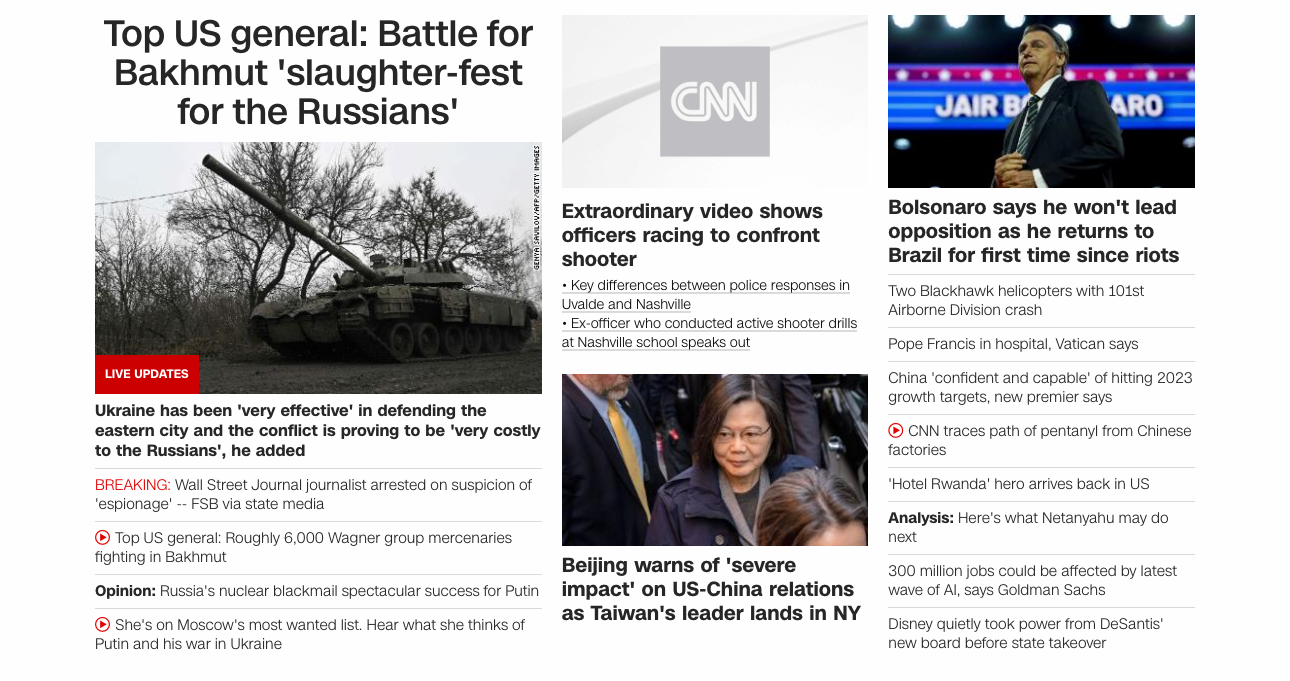 Top US general: Battle for
Bakhmut 'slaughter-fest
for the Russians'
GENYA SAVILOV/AFP/GETTY IMAGES
LIVE UPDATES
Ukraine has been 'very effective' in defending the
eastern city and the conflict is proving to be 'very costly
to the Russians', he added
BREAKING: Wall Street Journal journalist arrested on suspicion of
'espionage' -- FSB via state media
Top US general: Roughly 6,000 Wagner group mercenaries
fighting in Bakhmut
Opinion: Russia's nuclear blackmail spectacular success for Putin
She's on Moscow's most wanted list. Hear what she thinks of
Putin and his war in Ukraine
CNN
Extraordinary video shows
officers racing to confront
shooter
• Key differences between police responses in
Uvalde and Nashville
• Ex-officer who conducted active shooter drills
at Nashville school speaks out
Beijing warns of 'severe
impact' on US-China relations
as Taiwan's leader lands in NY
JAIR BO ARO
Bolsonaro says he won't lead
opposition as he returns to
Brazil for first time since riots
Two Blackhawk helicopters with 101st
Airborne Division crash
Pope Francis in hospital, Vatican says
China 'confident and capable' of hitting 2023
growth targets, new premier says
CNN traces path of pentanyl from Chinese
factories
'Hotel Rwanda' hero arrives back in US
Analysis: Here's what Netanyahu may do
next
300 million jobs could be affected by latest
wave of AI, says Goldman Sachs
Disney quietly took power from DeSantis'
new board before state takeover